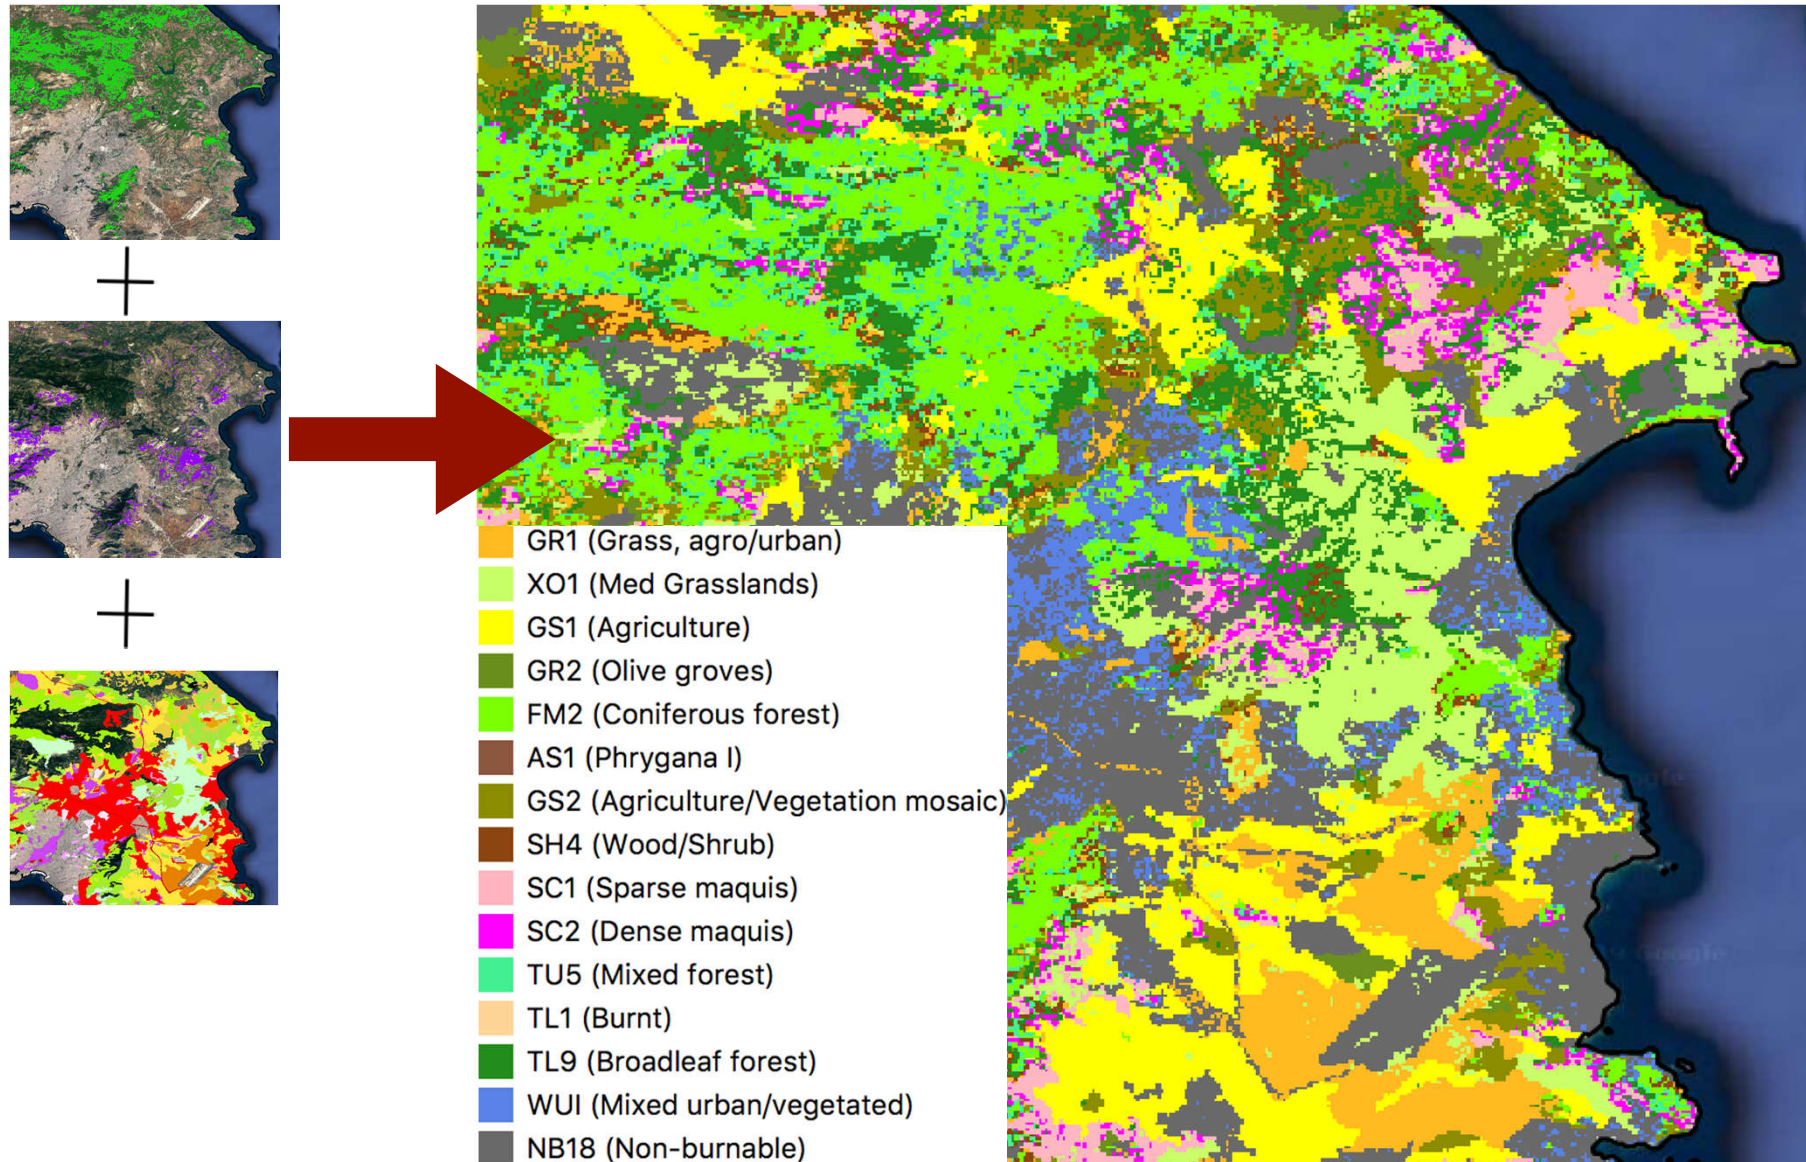 GR1 (Grass, agro/urban)
XO1 (Med Grasslands)
GS1 (Agriculture)
GR2 (Olive groves)
FM2 (Coniferous forest)
AS1 (Phrygana I)
GS2 (Agriculture/Vegetation mosaic)
SH4 (Wood/Shrub)
SC1 (Sparse maquis)
SC2 (Dense maquis)
TU5 (Mixed forest)
TL1 (Burnt)
TL9 (Broadleaf forest)
WUI (Mixed urban/vegetated)
NB18 (Non-burnable)
Google